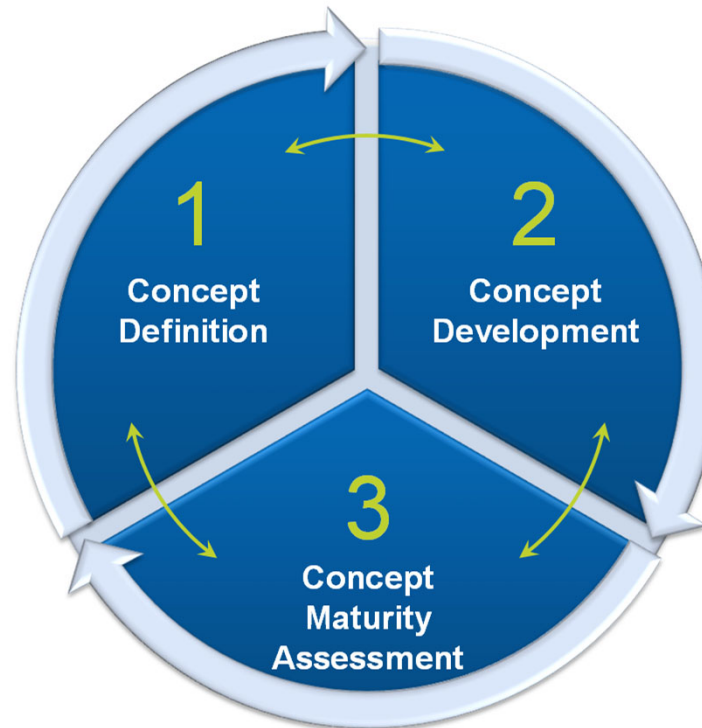 1
Concept
Definition
2
Concept
Development
3
Concept
Maturity
Assessment